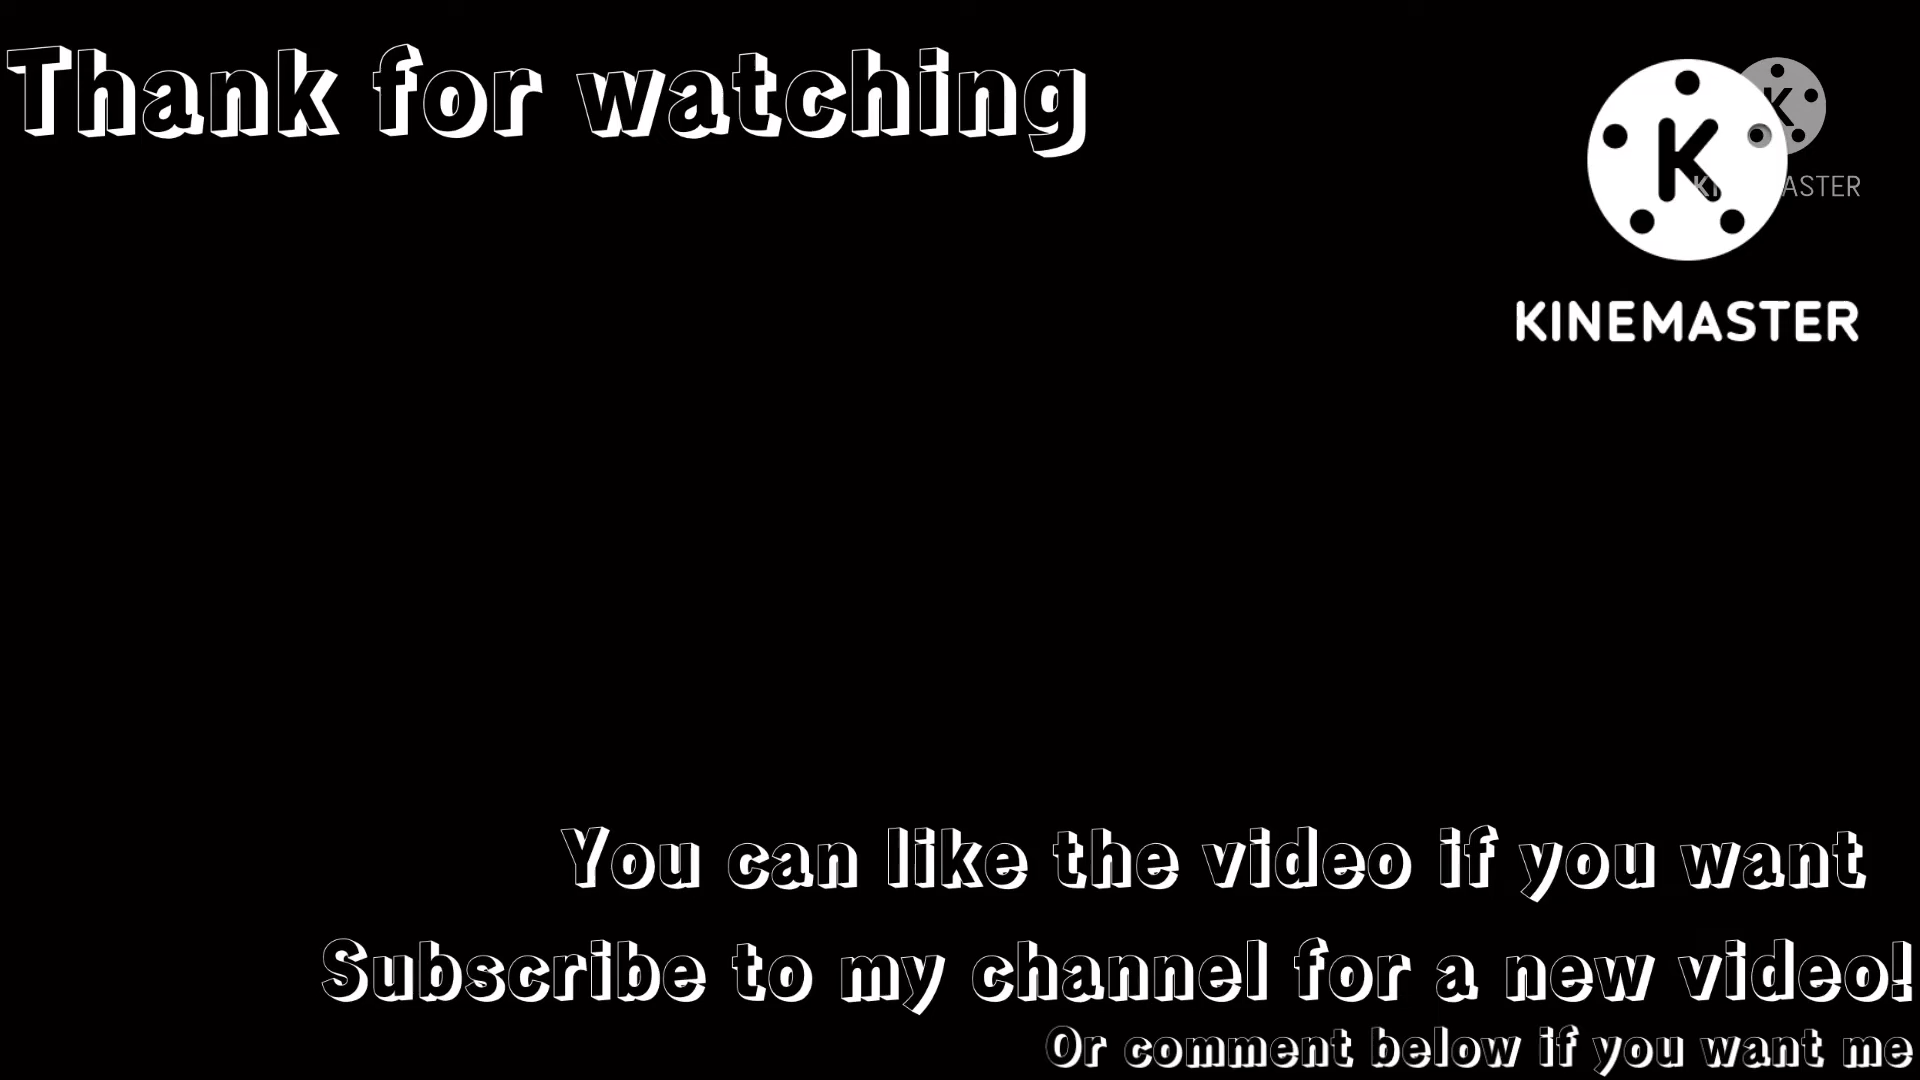 Thank for watching
K
K
KINEMASTER
KINEMASTER
You can like the video if you want
Subscribe to my channel for a new video!
Or comment below if you want me